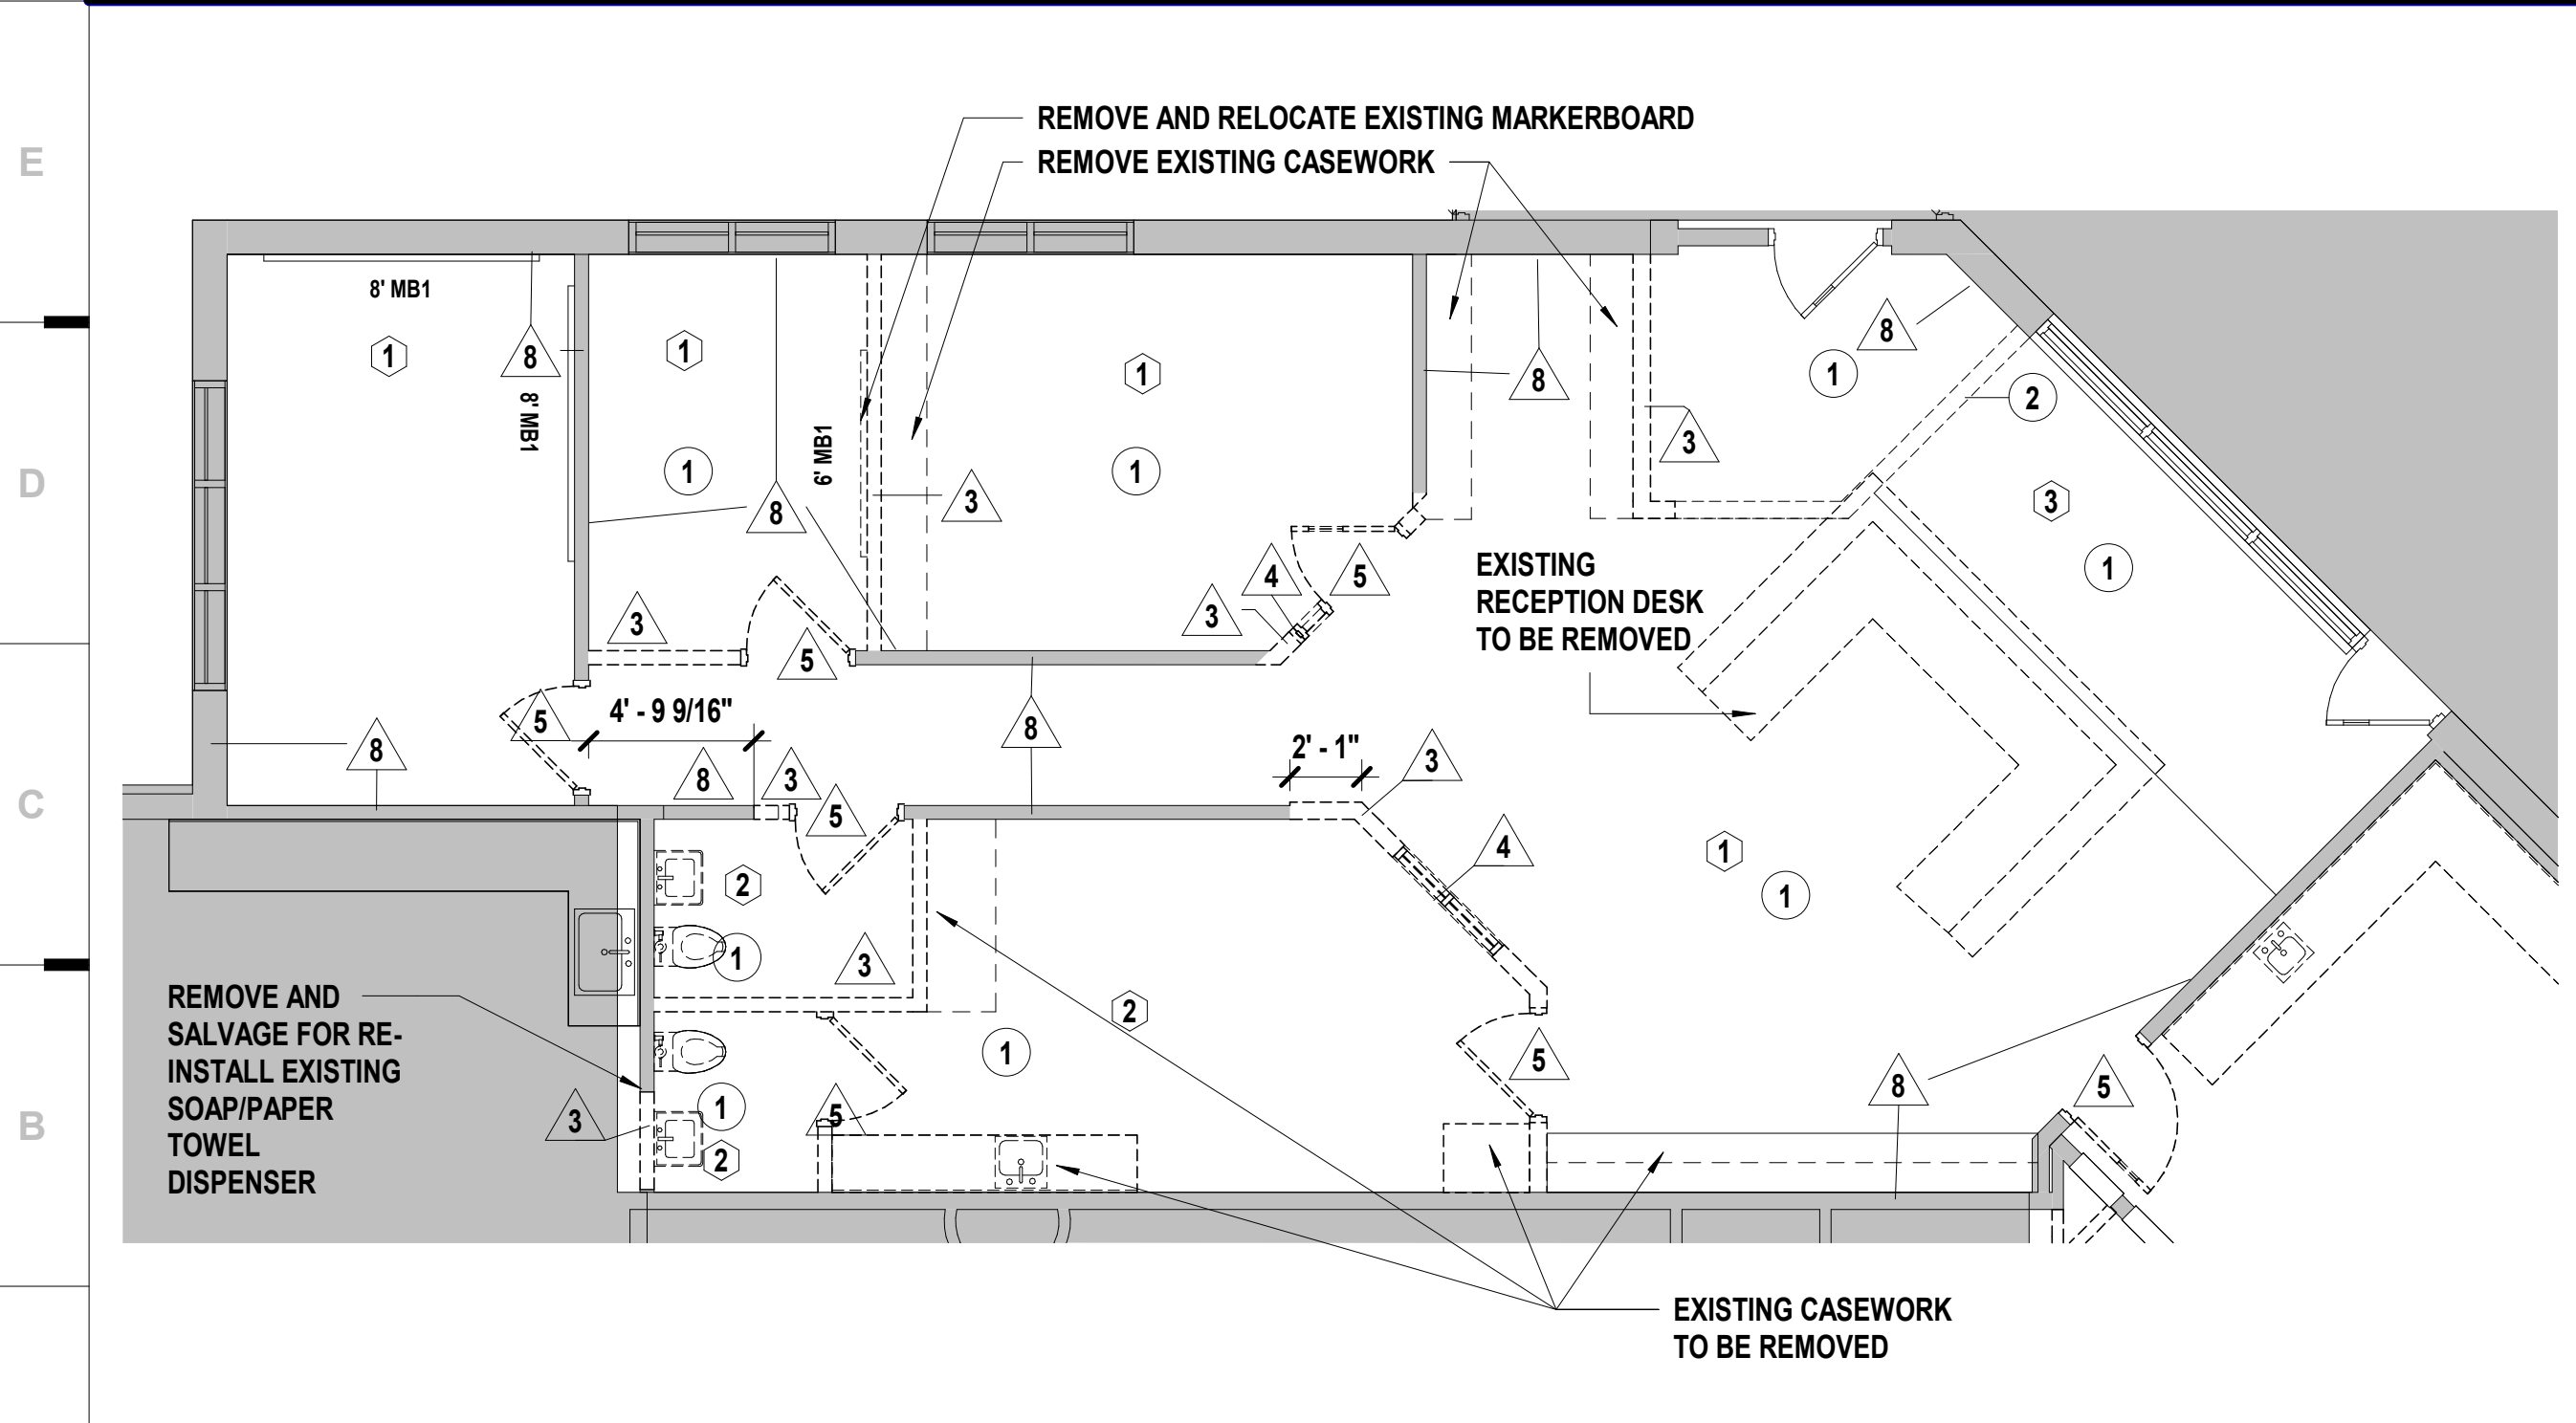 REMOVE AND RELOCATE EXISTING MARKERBOARD
E
REMOVE EXISTING CASEWORK
8' MB1
8
1
8
1
1
8
1
2
8' MB1
6' MB1
3
D
1
1
3
3
8
EXISTING
RECEPTION DESK
TO BE REMOVED
1
4
5
3
3
5
5
4' - 9 9/16"
8
8
2' - 1"
3
8
3
C
5
4
1
2
1
1
3
REMOVE AND
SALVAGE FOR RE-
INSTALL EXISTING
SOAP/PAPER
TOWEL
DISPENSER
2
1
5
8
5
B
3
1
5
2
EXISTING CASEWORK
TO BE REMOVED